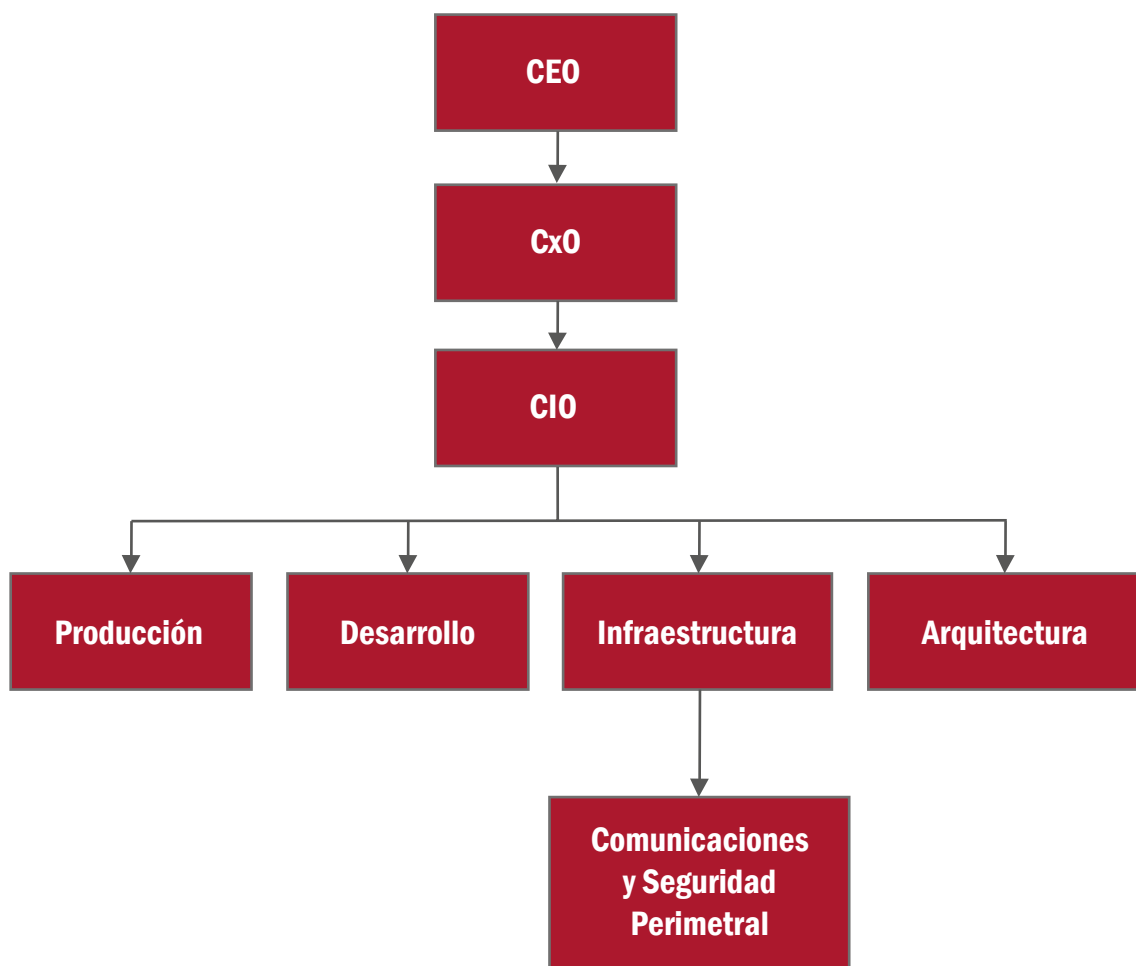 CEO
CxO
CIO
Producción
Desarrollo
Infraestructura
Arquitectura
Comunicaciones
y Seguridad
Perimetral